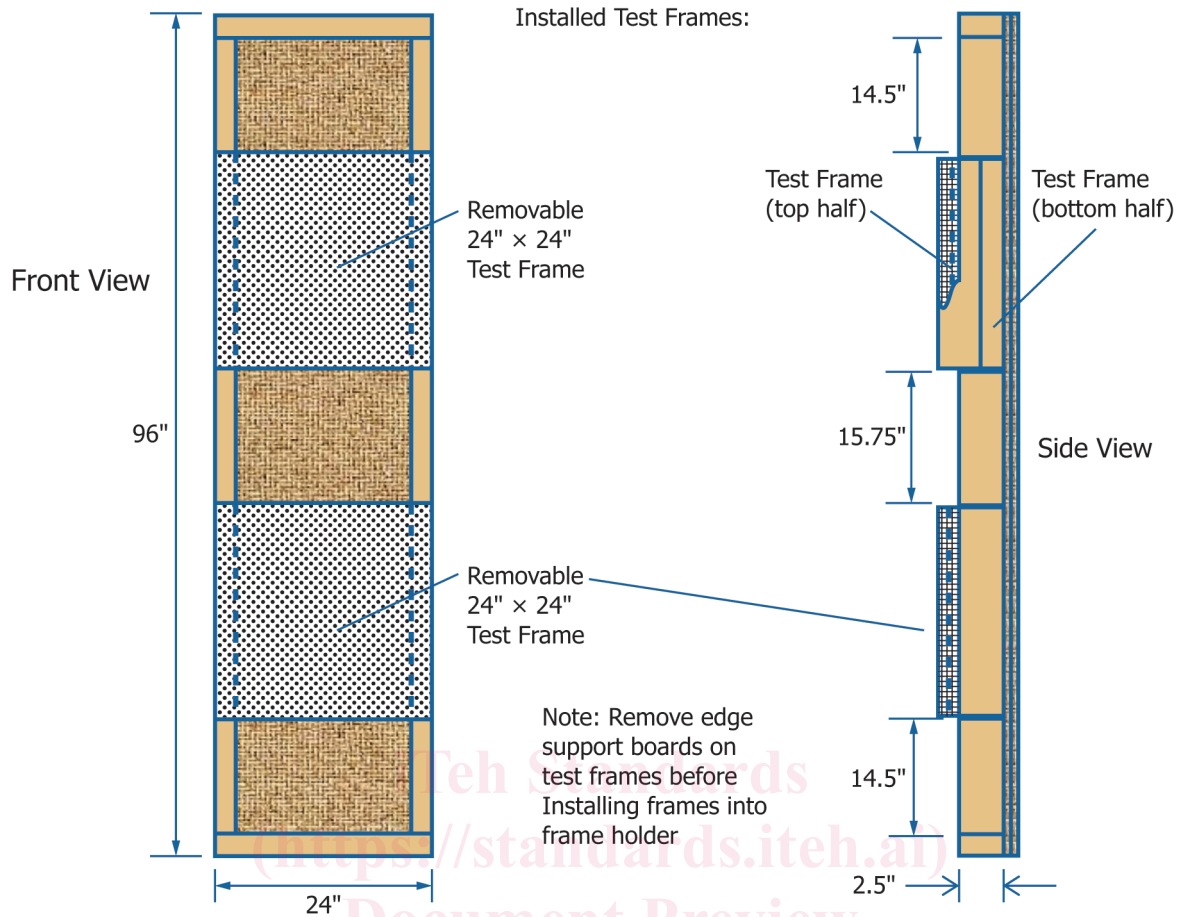 Installed Test Frames:
14.5"
Test Frame
(top half)
Test Frame
(bottom half)
Removable
24" × 24"
Test Frame
Front View
96"
15.75"
Side View
Removable
24" × 24"
Test Frame
Note: Remove edge
support boards on
test frames before
Installing frames into
frame holder
14.5"
2.5"
24"
iTeh Standards
(https://standards.iteh.ai)
Document Preview